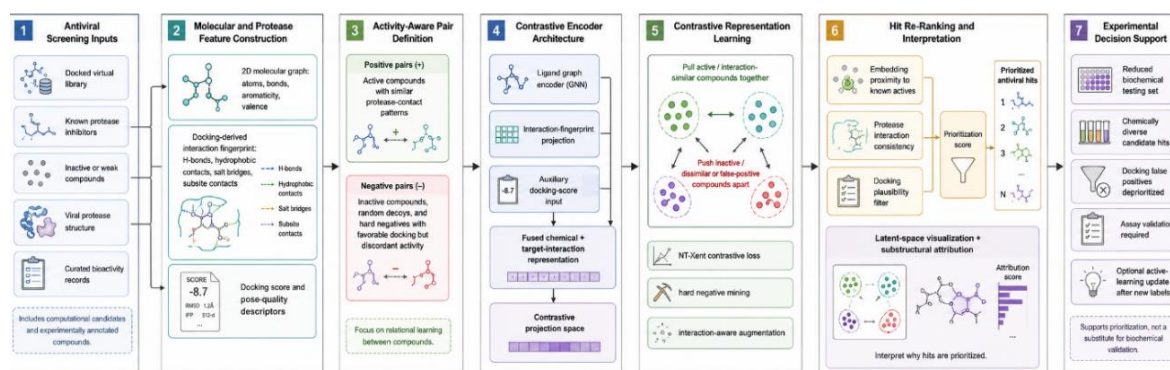 1
Antiviral
Screening Inputs
Docked virtual
library
Known protease
inhibitors
Inactive or weak
compounds
Viral protease
structure
Curated bioactivity
records
Includes computational candidates
and experimentally annotated
compounds.
2
Molecular and Protease
Feature Construction
2D molecular graph:
atoms, bonds,
aromaticity,
valence
Docking-derived
interaction fingerprint:
H-bonds, hydrophobic
contacts, salt bridges,
subsite contacts
H-bonds
Hydrophobic
contacts
Salt bridges
Subsite
contacts
SCORE
-8.7
RMSD 1.2Å
IFP 512-d
...
Docking score and
pose-quality
descriptors
3
Activity-Aware Pair
Definition
Positive pairs (+)
Active compounds
with similar
protease-contact
patterns
+
Negative pairs (–)
Inactive compounds,
random decoys, and
hard negatives with
favorable docking but
discordant activity
–
Focus on relational learning
between compounds.
4
Contrastive Encoder
Architecture
Ligand graph
encoder (GNN)
Interaction-fingerprint
projection
-8.7
Auxiliary
docking-score
input
Fused chemical +
target-interaction
representation
Contrastive
projection space
5
Contrastive Representation
Learning
Pull active / interaction-
similar compounds together
Push inactive /
dissimilar or false-positive
compounds apart
NT-Xent contrastive loss
hard negative mining
interaction-aware augmentation
6
Hit Re-Ranking and
Interpretation
Embedding
proximity to
known actives
Protease
interaction
consistency
Docking
plausibility
filter
Prioritization
score
Prioritized
antiviral hits
1
2
3
...
N
Latent-space visualization +
substructural attribution
Attribution
score
...
Interpret why hits are prioritized.
7
Experimental
Decision Support
Reduced
biochemical
testing set
Chemically
diverse
candidate hits
Docking false
positives
deprioritized
Assay validation
required
Optional active-
learning update
after new labels
Supports prioritization, not a
substitute for biochemical
validation.